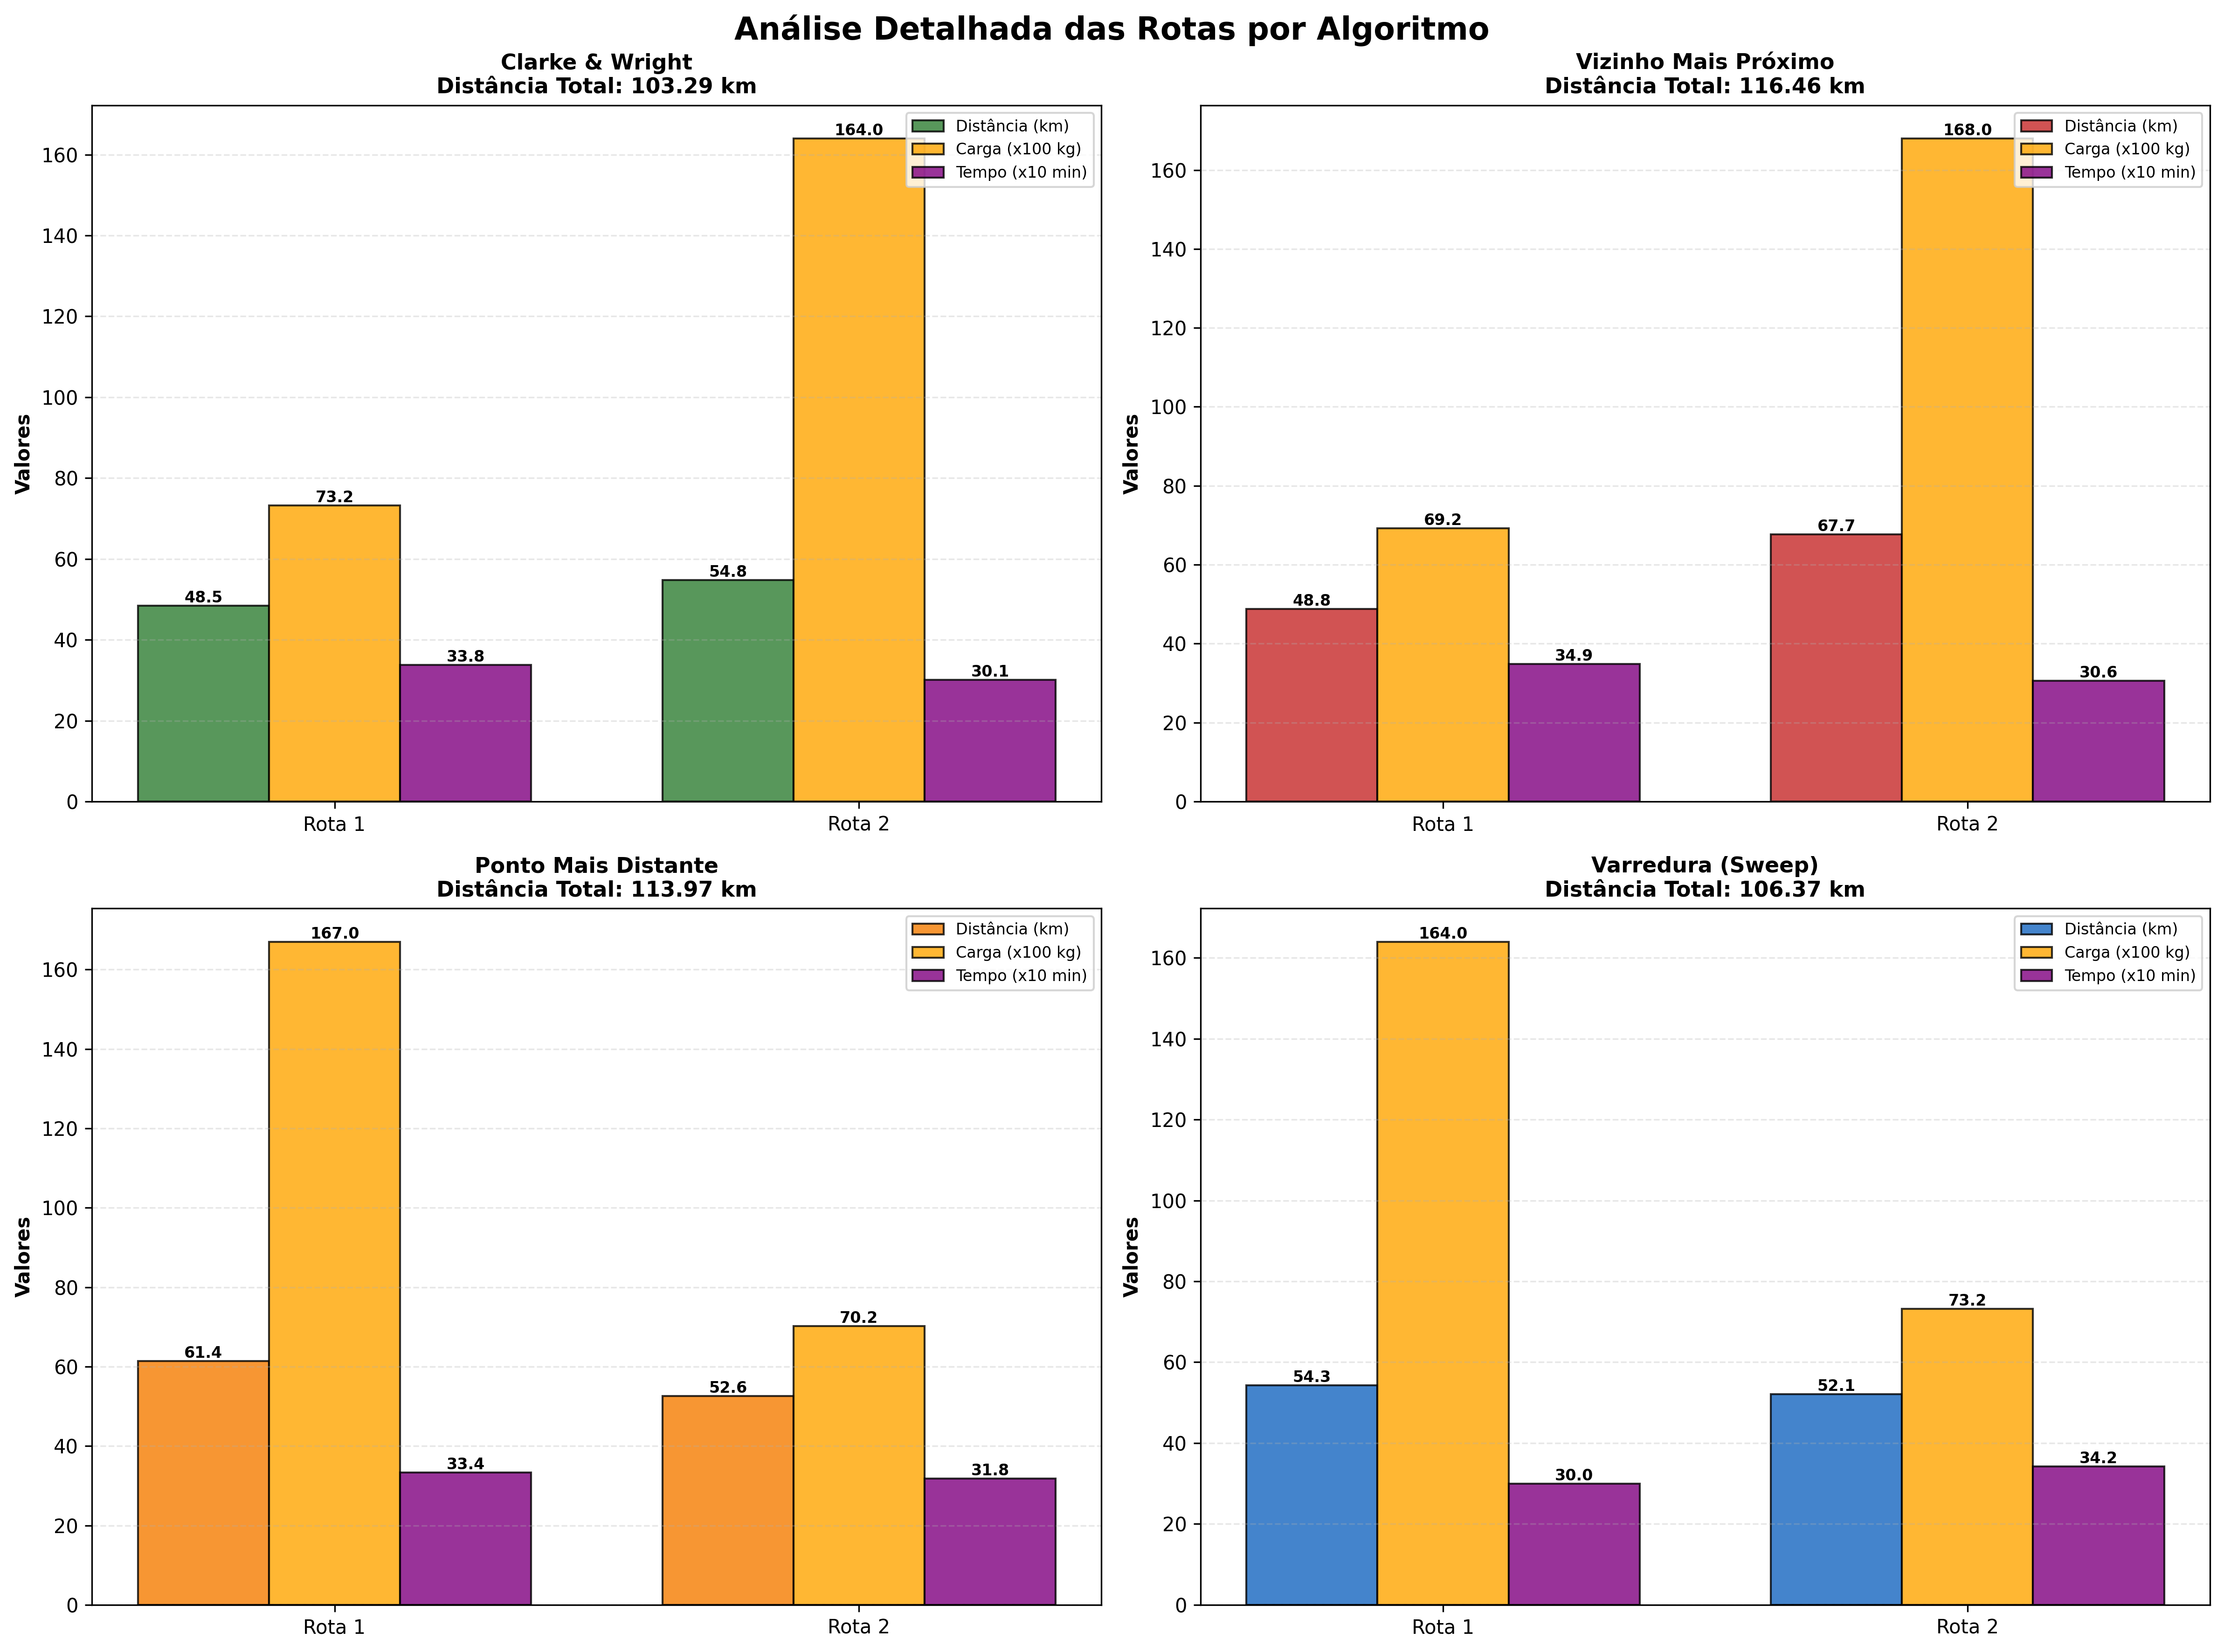 Análise Detalhada das Rotas por Algoritmo
Clarke & Wright
Distância Total: 103.29 km
Valores
160
140
120
100
80
60
40
20
0
Distância (km)
Carga (x100 kg)
Tempo (x10 min)
48.5
73.2
33.8
54.8
164.0
30.1
Rota 1
Rota 2
Vizinho Mais Próximo
Distância Total: 116.46 km
Valores
160
140
120
100
80
60
40
20
0
Distância (km)
Carga (x100 kg)
Tempo (x10 min)
48.8
69.2
34.9
67.7
168.0
30.6
Rota 1
Rota 2
Ponto Mais Distante
Distância Total: 113.97 km
Valores
160
140
120
100
80
60
40
20
0
Distância (km)
Carga (x100 kg)
Tempo (x10 min)
61.4
167.0
33.4
52.6
70.2
31.8
Rota 1
Rota 2
Varredura (Sweep)
Distância Total: 106.37 km
Valores
160
140
120
100
80
60
40
20
0
Distância (km)
Carga (x100 kg)
Tempo (x10 min)
54.3
164.0
30.0
52.1
73.2
34.2
Rota 1
Rota 2